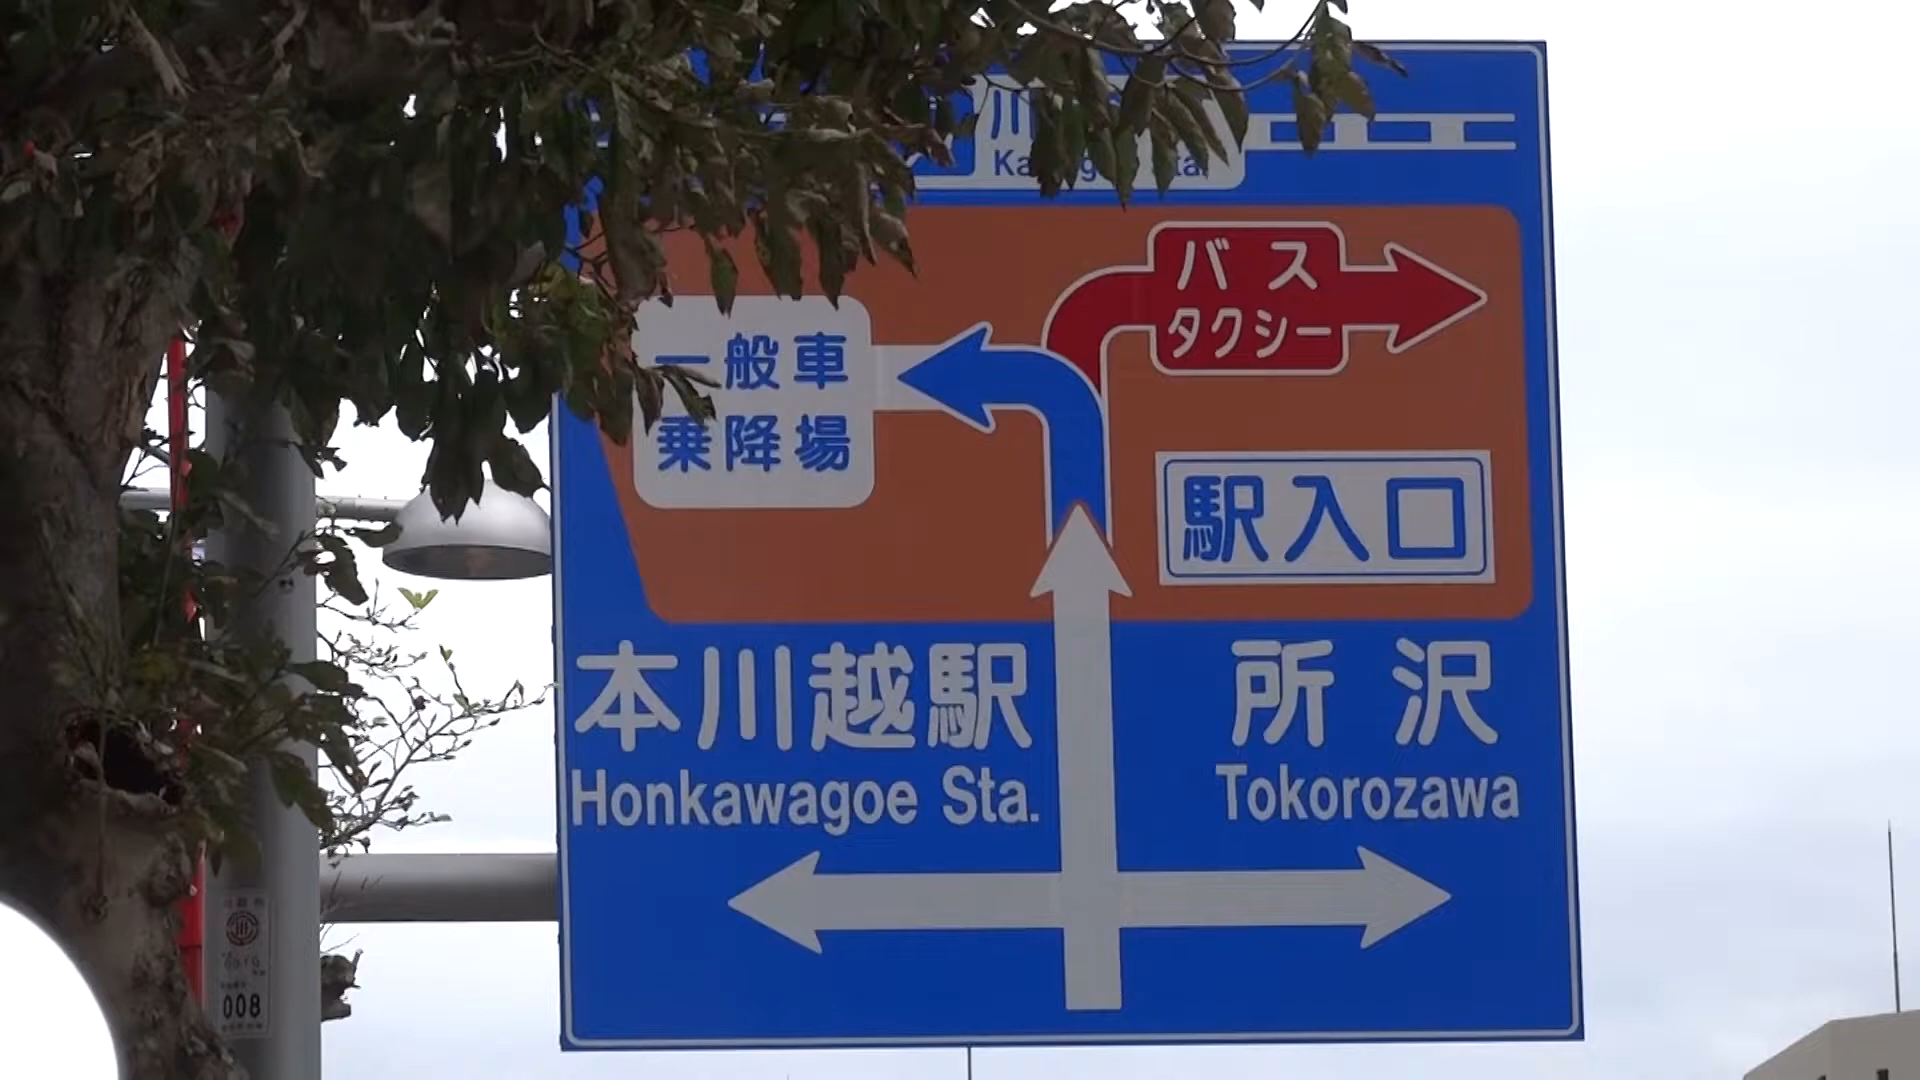 川
バス
タクシー
一般車
乗降場
駅入口
本川越駅
Honkawagoe Sta.
所沢
Tokorozawa
008